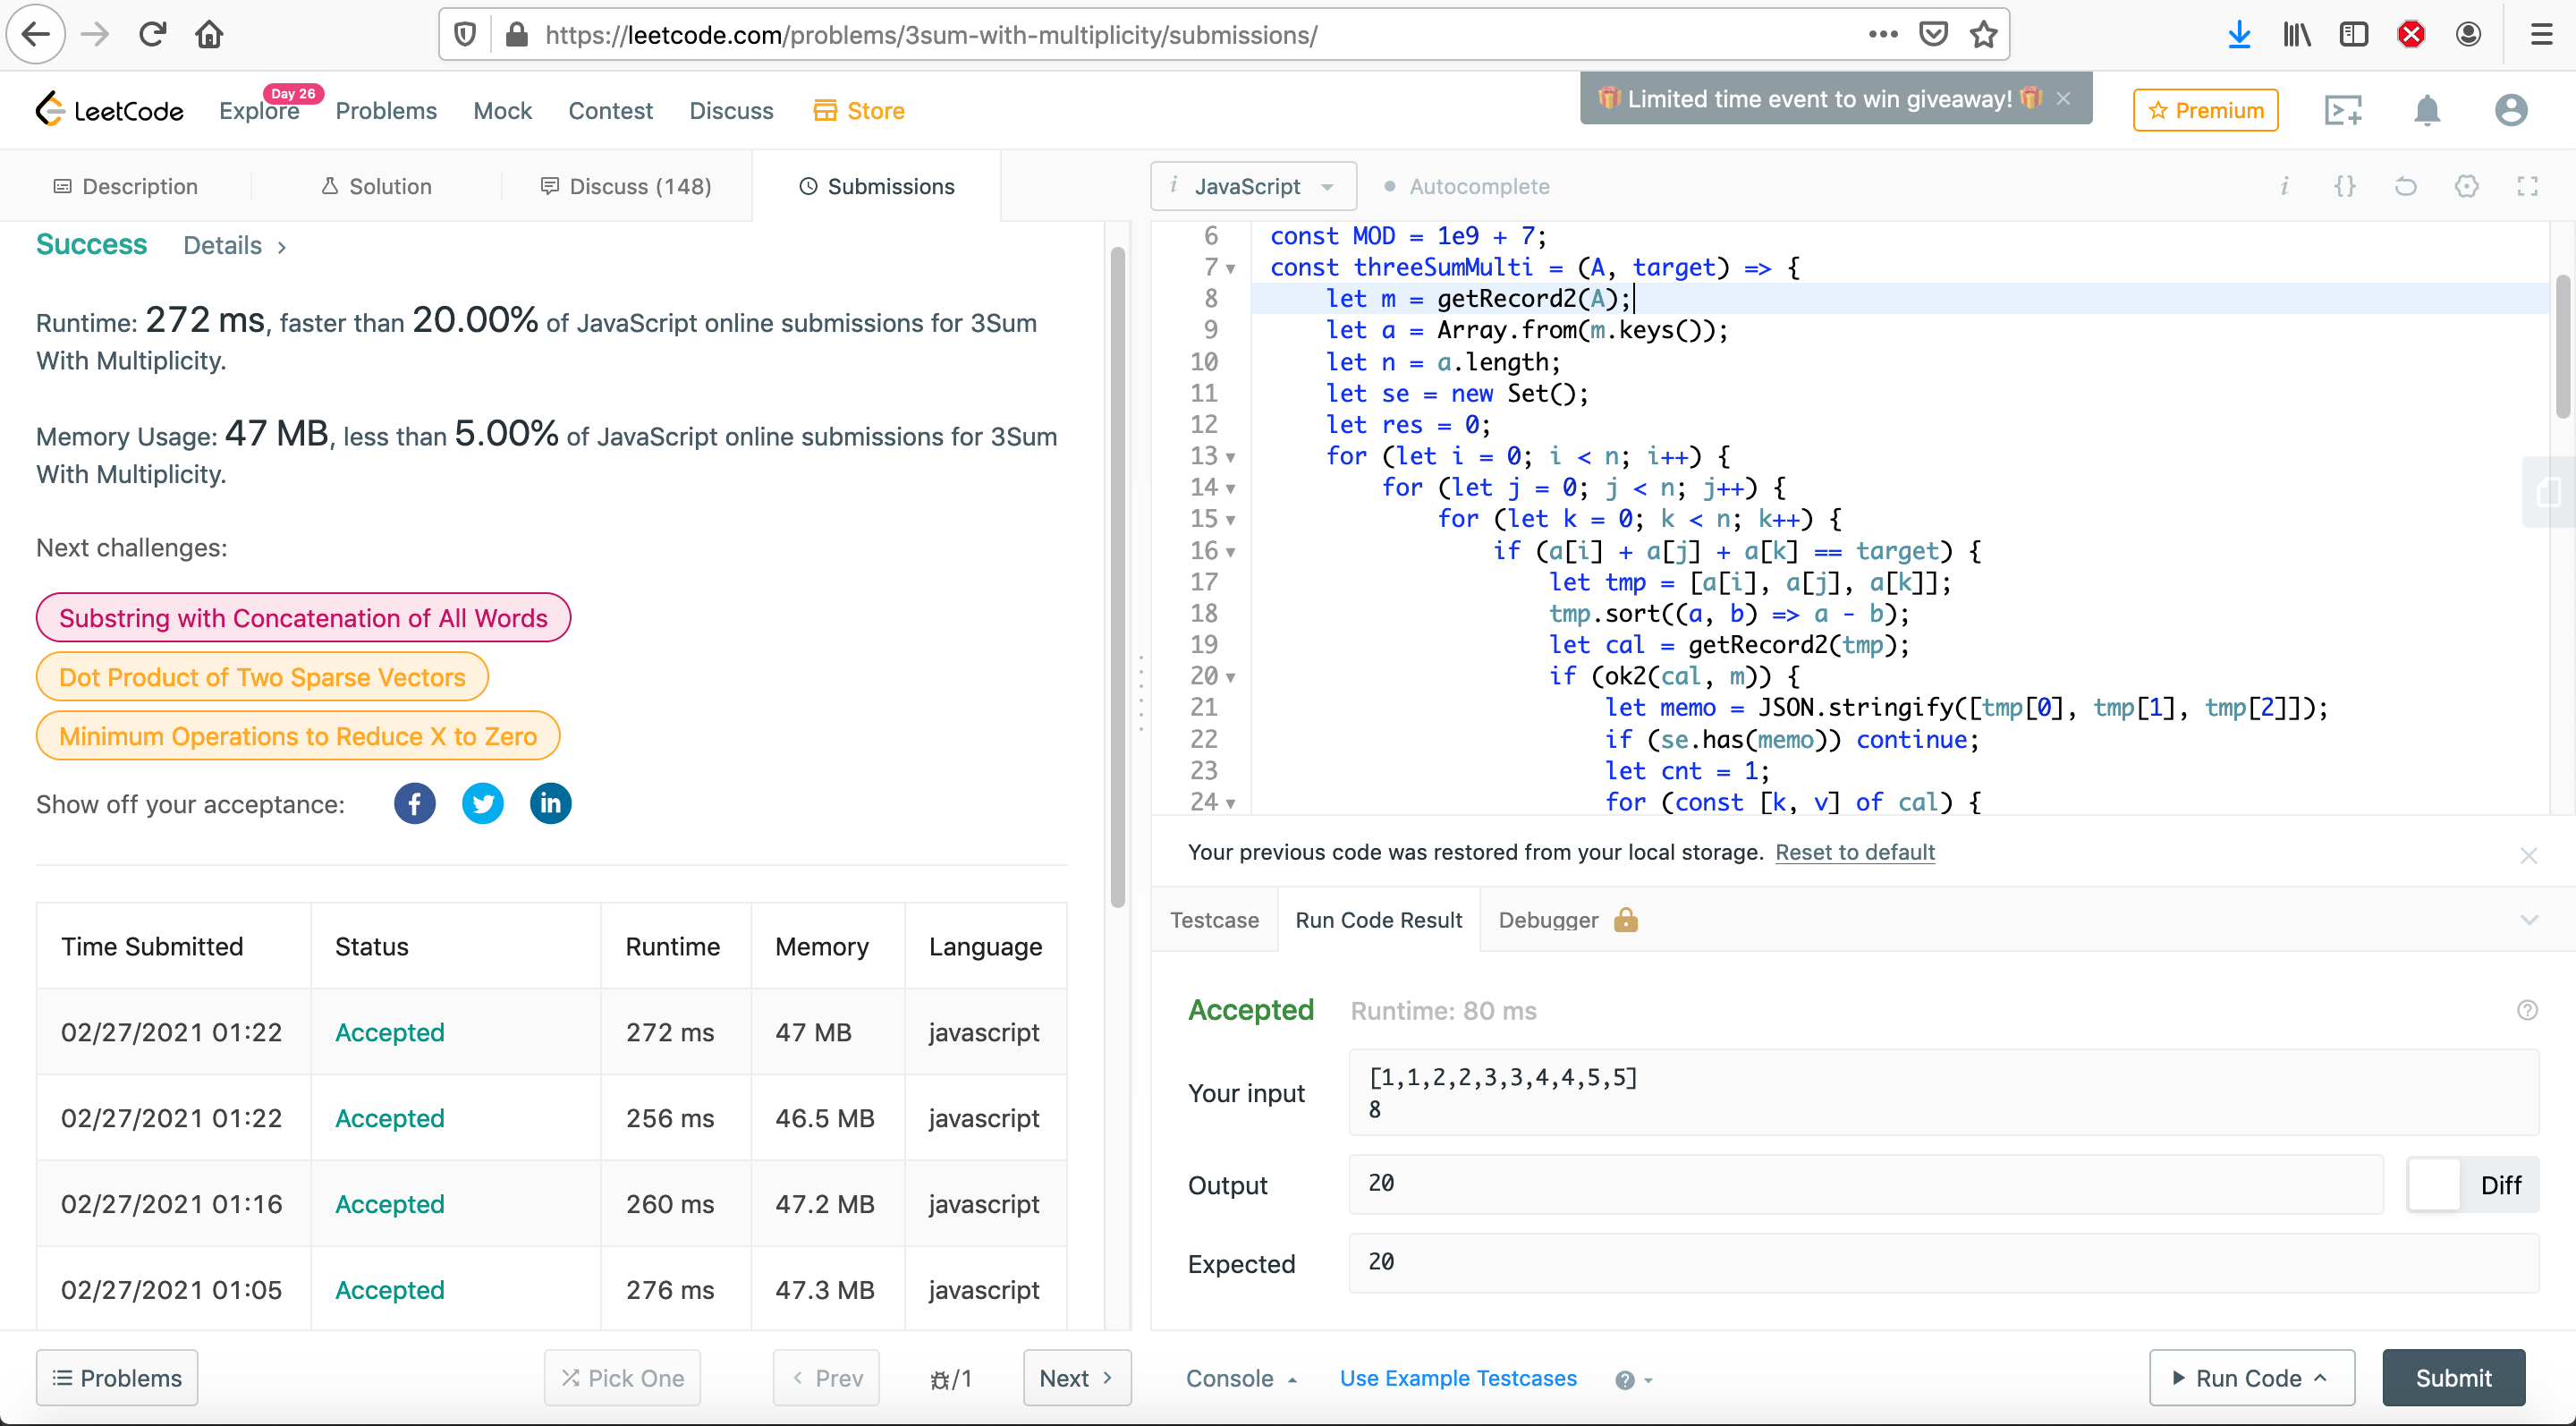 https://leetcode.com/problems/3sum-with-multiplicity/submissions/
LeetCode
Explore
Day 26
Problems
Mock
Contest
Discuss
Store
Limited time event to win giveaway!
Premium
Description
Solution
Discuss (148)
Submissions
Success Details
Runtime: 272 ms, faster than 20.00% of JavaScript online submissions for 3Sum
With Multiplicity.
Memory Usage: 47 MB, less than 5.00% of JavaScript online submissions for 3Sum
With Multiplicity.
Next challenges:
Substring with Concatenation of All Words
Dot Product of Two Sparse Vectors
Minimum Operations to Reduce X to Zero
Show off your acceptance:
Time Submitted Status Runtime Memory Language
02/27/2021 01:22 Accepted 272 ms 47 MB javascript
02/27/2021 01:22 Accepted 256 ms 46.5 MB javascript
02/27/2021 01:16 Accepted 260 ms 47.2 MB javascript
02/27/2021 01:05 Accepted 276 ms 47.3 MB javascript
Problems
Pick One
Prev
/1
Next
i JavaScript
Autocomplete
6 const MOD = 1e9 + 7;
7 const threeSumMulti = (A, target) => {
8 let m = getRecord2(A);
9 let a = Array.from(m.keys());
10 let n = a.length;
11 let se = new Set();
12 let res = 0;
13 for (let i = 0; i < n; i++) {
14 for (let j = 0; j < n; j++) {
15 for (let k = 0; k < n; k++) {
16 if (a[i] + a[j] + a[k] == target) {
17 let tmp = [a[i], a[j], a[k]];
18 tmp.sort((a, b) => a - b);
19 let cal = getRecord2(tmp);
20 if (ok2(cal, m)) {
21 let memo = JSON.stringify([tmp[0], tmp[1], tmp[2]]);
22 if (se.has(memo)) continue;
23 let cnt = 1;
24 for (const [k, v] of cal) {
Your previous code was restored from your local storage. Reset to default
Testcase
Run Code Result
Debugger
Accepted Runtime: 80 ms
Your input
[1,1,2,2,3,3,4,4,5,5]
8
Output
20
Diff
Expected
20
Console
Use Example Testcases
Run Code
Submit